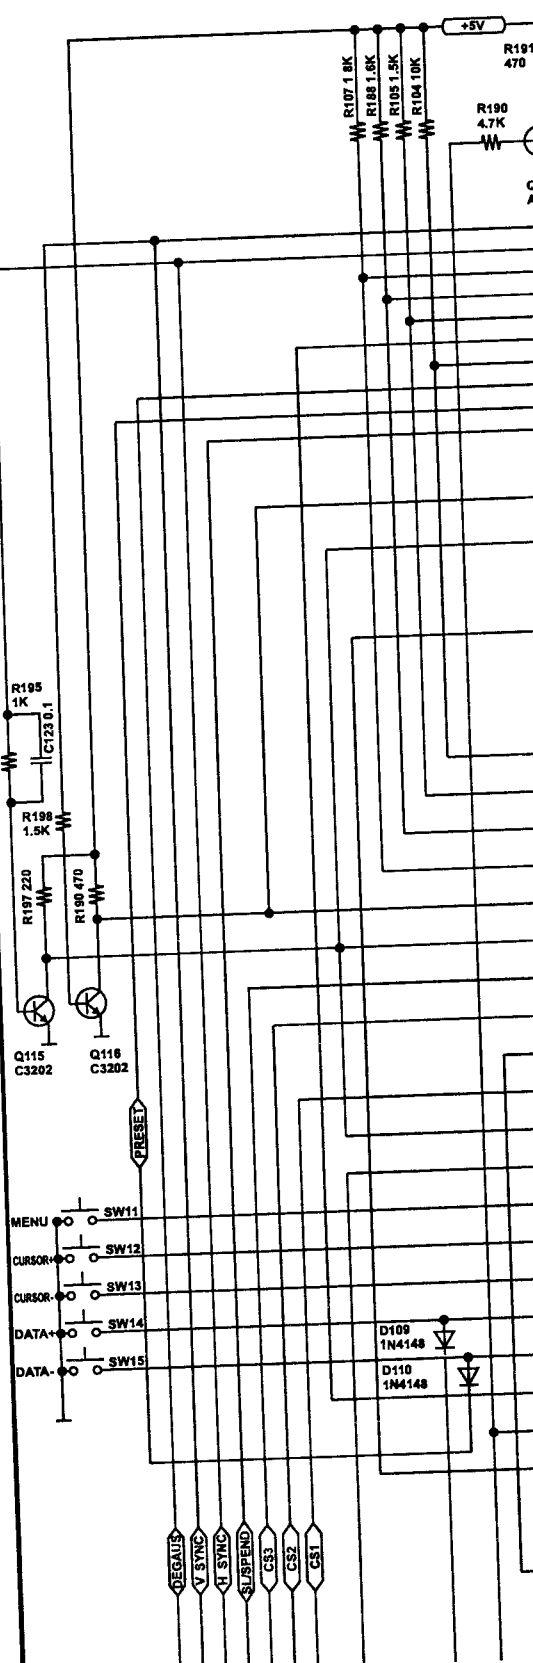 +5V
R191
470
R107 1 8K
R188 1.6K
R105 1.5K
R104 10K
R190
4.7K
R195
1K
C123 0.1
R198
1.5K
R197 220
R190 470
Q115
C3202
Q116
C3202
PRESET
MENU
SW11
CURSOR+
SW12
CURSOR-
SW13
DATA+
SW14
D109
1N4148
DATA-
SW15
D110
1N4148
DEGAUS
V SYNC
H SYNC
SL/SPEND
CS3
CS2
CS1